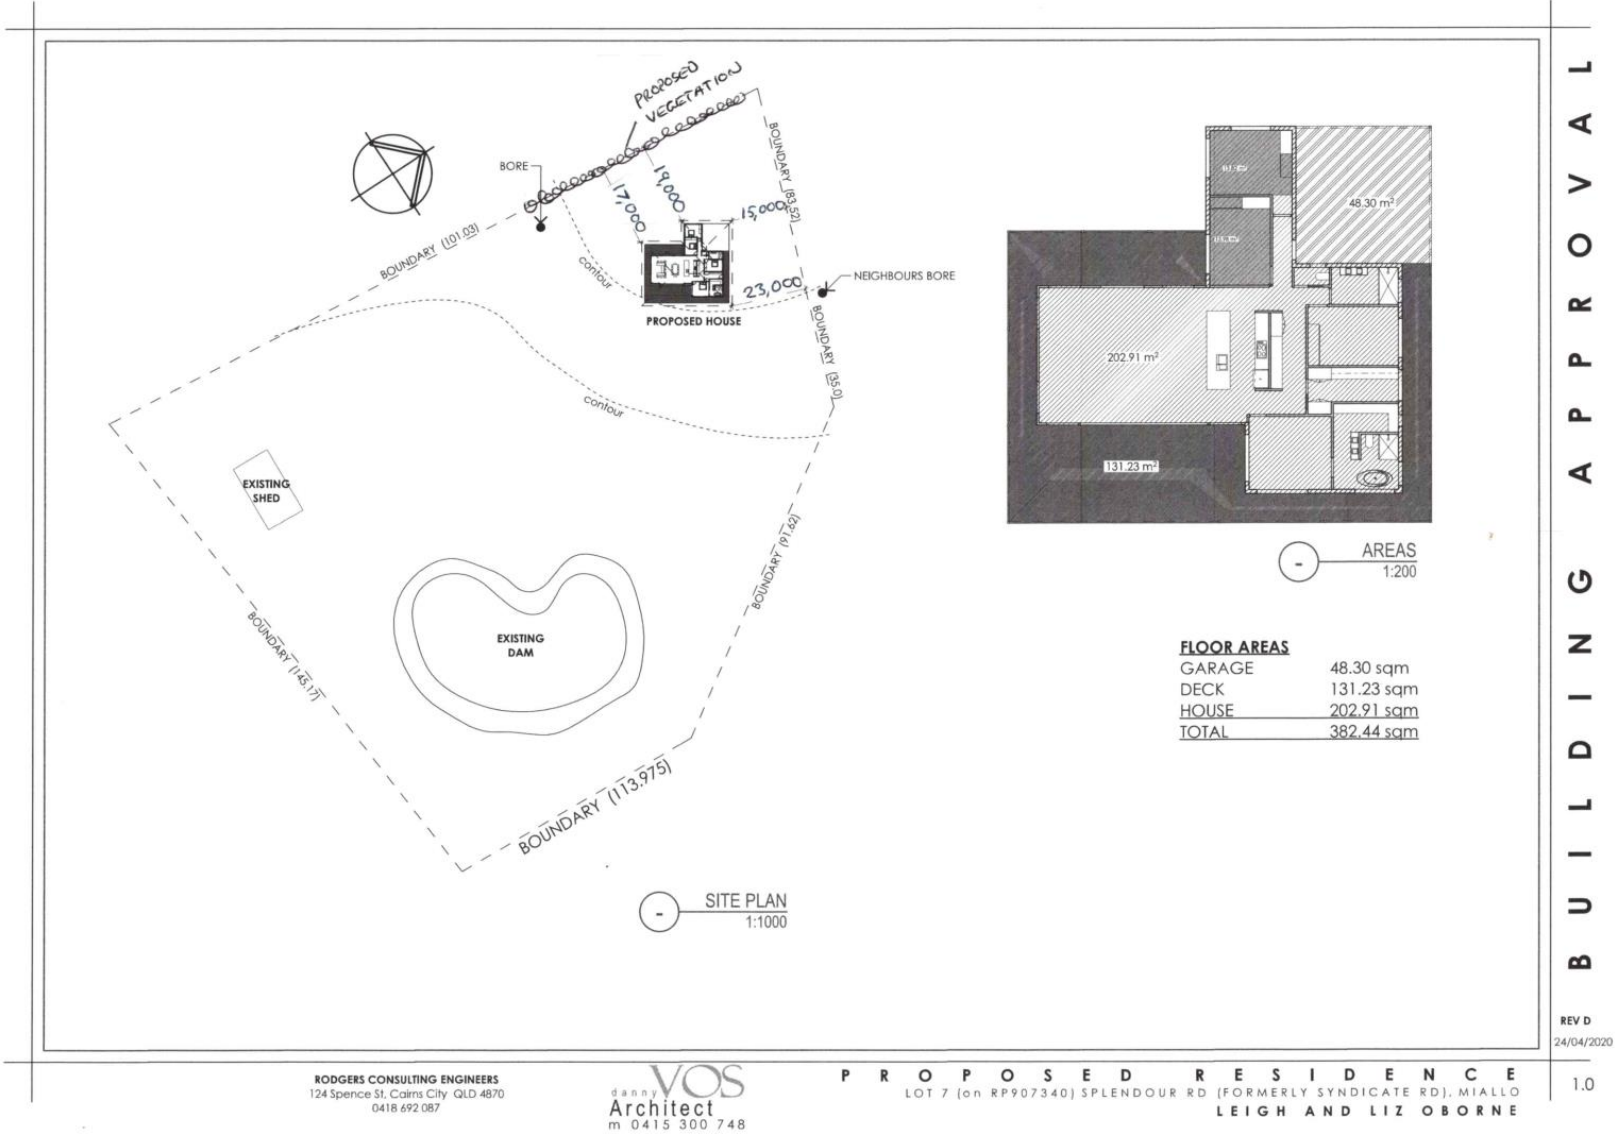 PROPOSED
VEGETATION
BORE
BOUNDARY (83.52)
19,000
17,000
15,000
BOUNDARY (101.03)
contour
23,000
NEIGHBOURS BORE
PROPOSED HOUSE
BOUNDARY (35.0)
contour
EXISTING
SHED
BOUNDARY (91.62)
EXISTING
DAM
BOUNDARY (145.17)
BOUNDARY (113.975)
-
SITE PLAN
1:1000
48.30 m²
202.91 m²
131.23 m²
-
AREAS
1:200
FLOOR AREAS
GARAGE 48.30 sqm
DECK 131.23 sqm
HOUSE 202.91 sqm
TOTAL 382.44 sqm
BUILDING APPROVAL
REV D
24/04/2020
1.0
RODGERS CONSULTING ENGINEERS
124 Spence St, Cairns City QLD 4870
0418 692 087
danny VOS
Architect
m 0415 300 748
PROPOSED RESIDENCE
LOT 7 (on RP907340) SPLENDOUR RD (FORMERLY SYNDICATE RD), MIALLO
LEIGH AND LIZ OBORNE